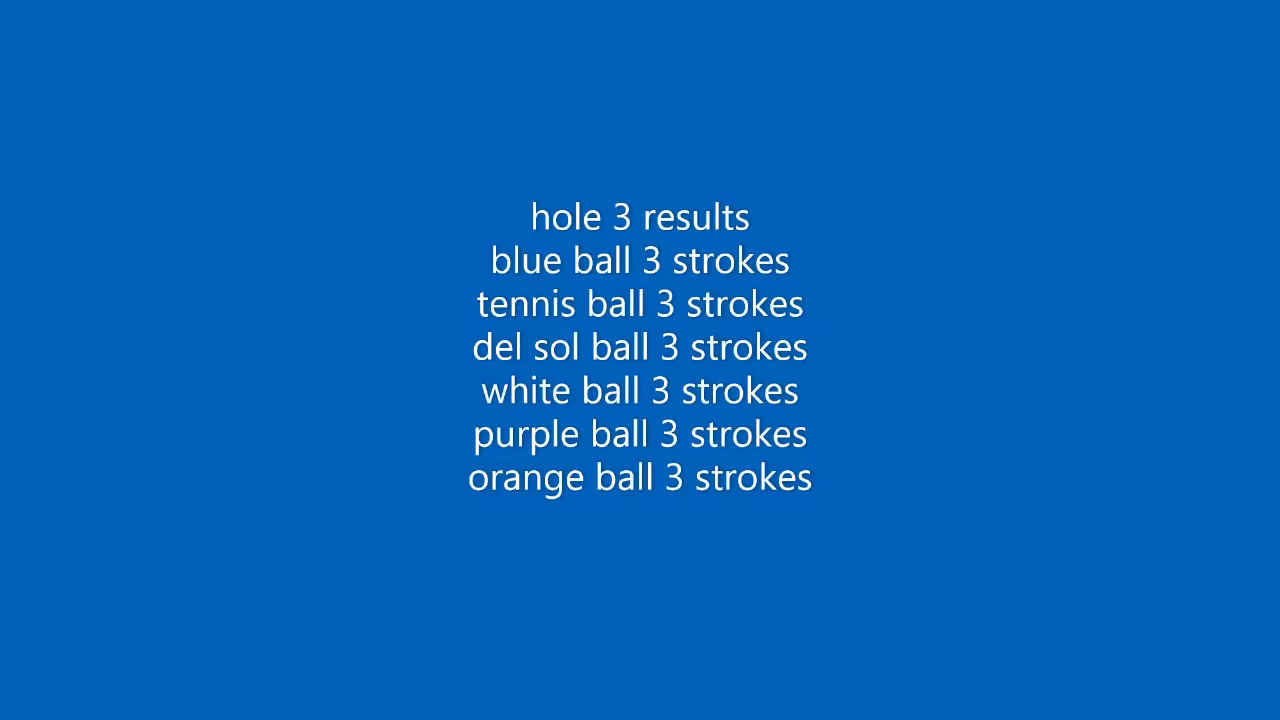 hole 3 results
blue ball 3 strokes
tennis ball 3 strokes
del sol ball 3 strokes
white ball 3 strokes
purple ball 3 strokes
orange ball 3 strokes